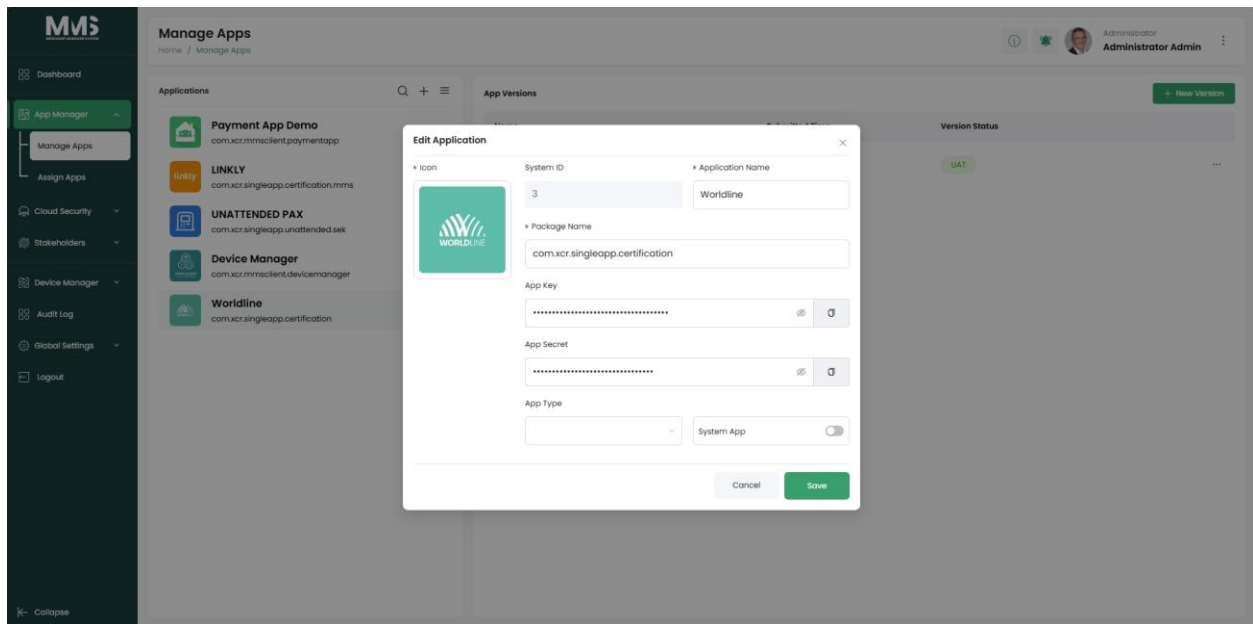 MMS
Manage Apps
Home / Manage Apps
Administrator
Administrator Admin
Dashboard
App Manager
Manage Apps
Assign Apps
Cloud Security
Stakeholders
Device Manager
Audit Log
Global Settings
Logout
Collapse
Applications
Payment App Demo
com.xcr.mmsclient.paymentapp
linkly
LINKLY
com.xcr.singleapp.certification.mms
UNATTENDED PAX
com.xcr.singleapp.unattended.sek
Device Manager
com.xcr.mmsclient.devicemanager
Worldline
com.xcr.singleapp.certification
App Versions
+ New Version
Version Status
UAT
Edit Application
* Icon
WORLDLINE
System ID
3
* Application Name
Worldline
* Package Name
com.xcr.singleapp.certification
App Key
App Secret
App Type
System App
Cancel
Save